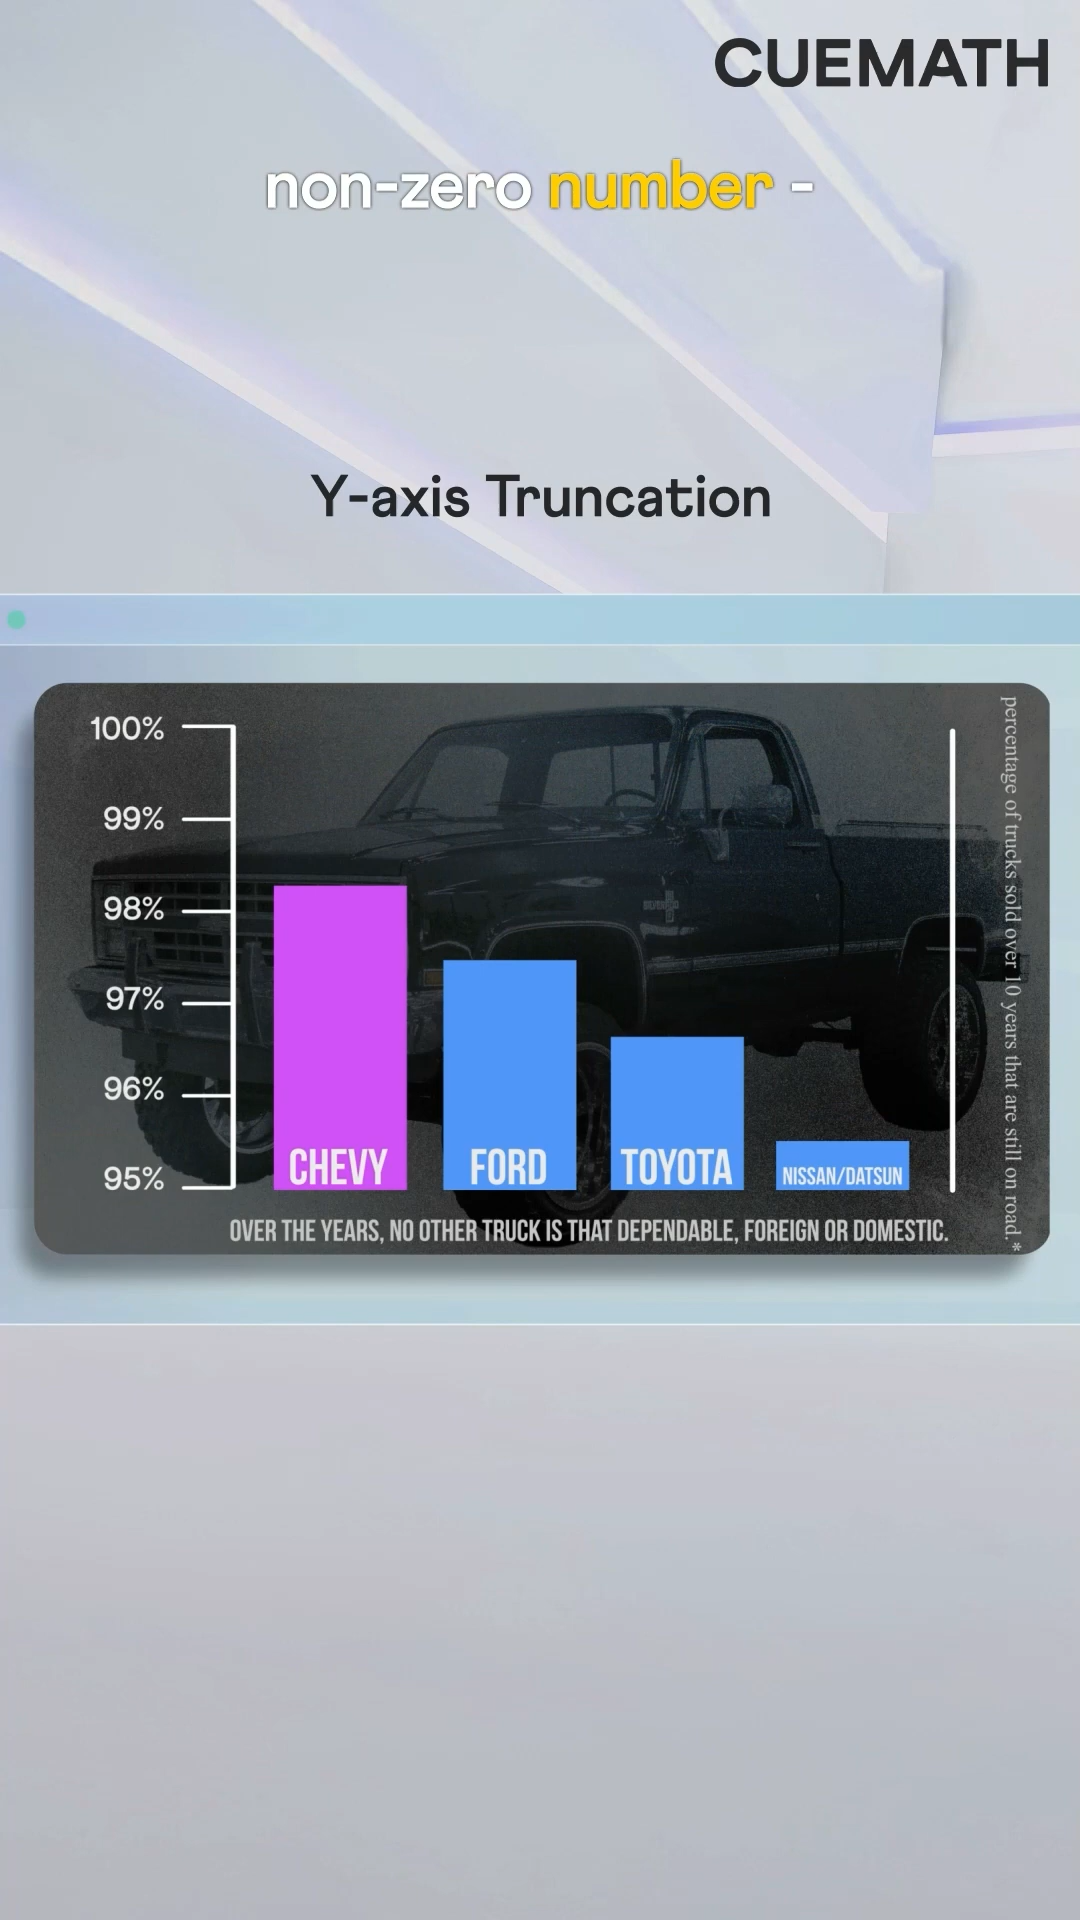 CUEMATH
non-zero number -
Y-axis Truncation
100%
99%
98%
97%
96%
95%
CHEVY
FORD
TOYOTA
NISSAN/DATSUN
OVER THE YEARS, NO OTHER TRUCK IS THAT DEPENDABLE, FOREIGN OR DOMESTIC.
percentage of trucks sold over 10 years that are still on road.*